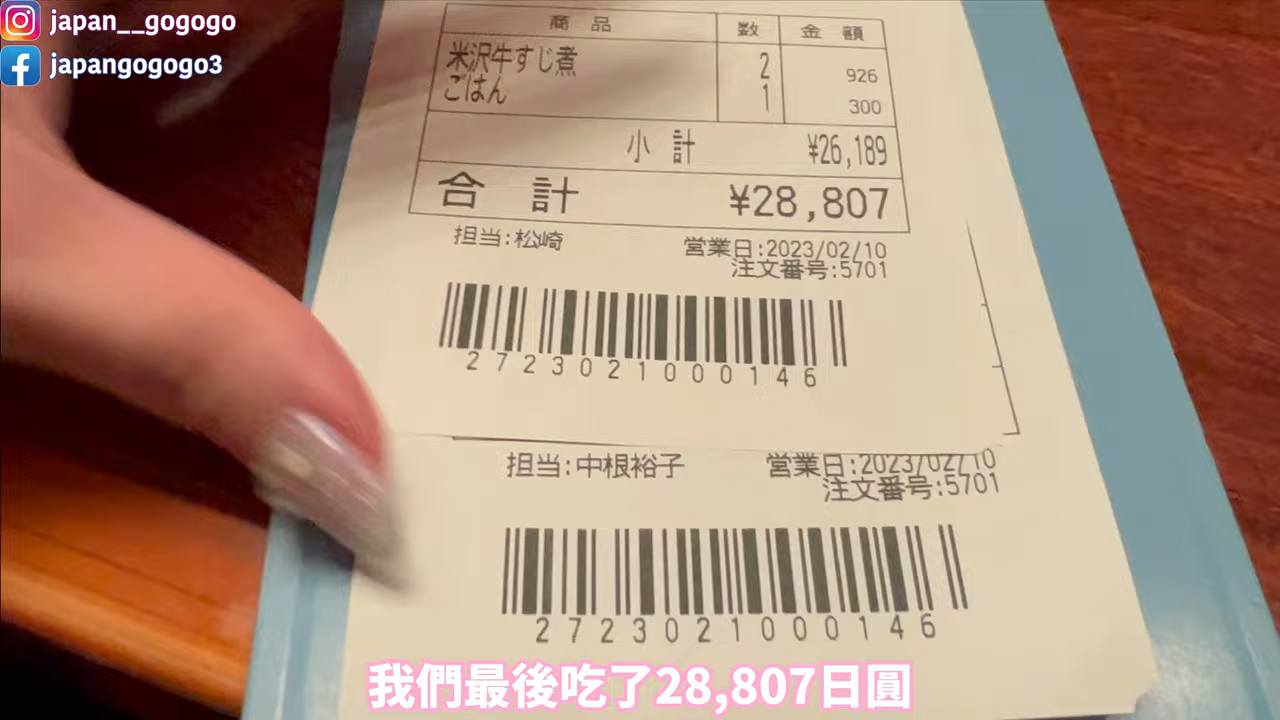 japan__gogogo
japangogogo3
商品 数 金額
米沢牛すじ煮 2 926
ごはん 1 300
小計 ¥26,189
合計 ¥28,807
担当:松崎 営業日:2023/02/10
注文番号:5701
2723021000146
担当:中根裕子 営業日:2023/02/10
注文番号:5701
2723021000146
我們最後吃了28,807日圓